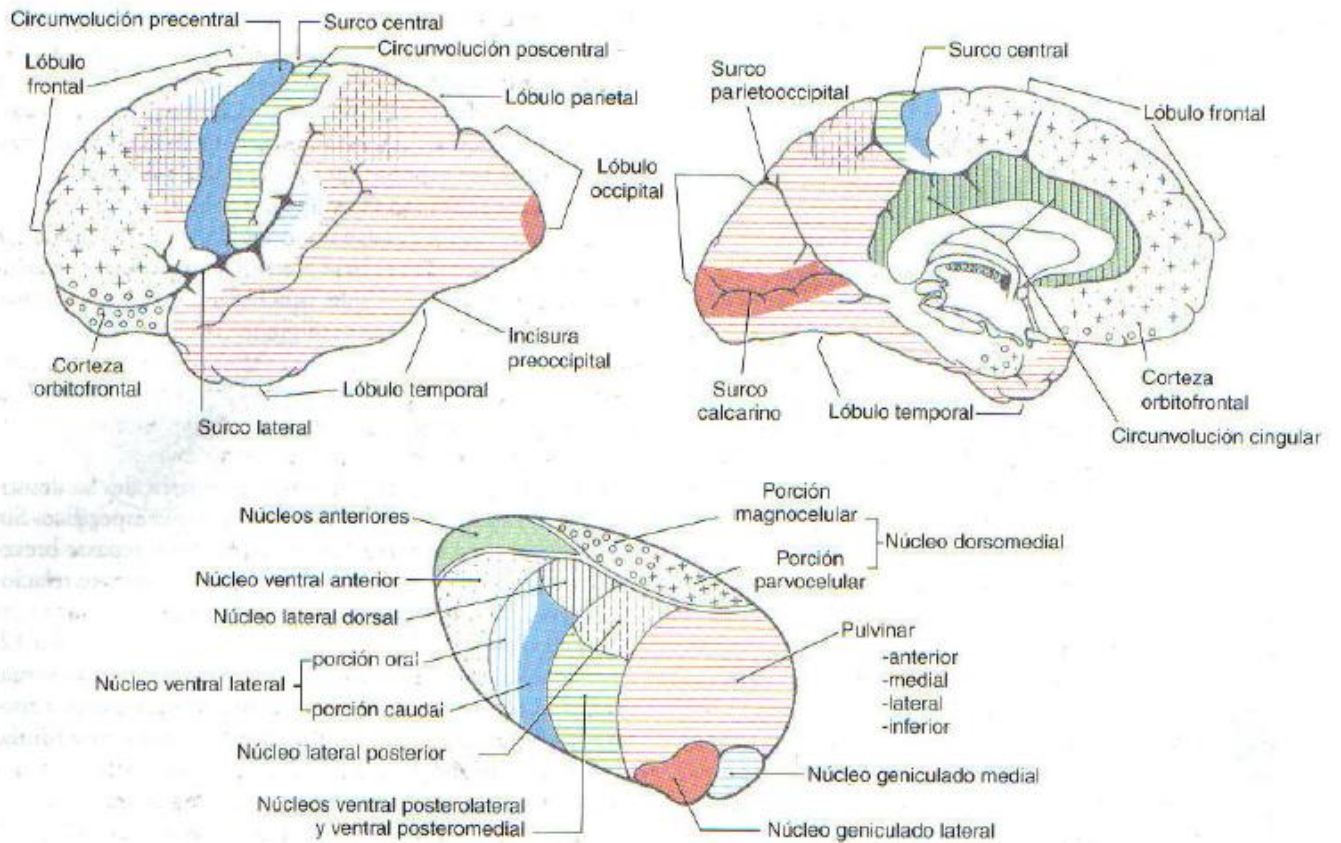 Circunvolución precentral
Surco central
Circunvolución poscentral
Lóbulo
frontal
Lóbulo parietal
Lóbulo
occipital
Incisura
preoccipital
Corteza
orbitofrontal
Lóbulo temporal
Surco lateral
Surco central
Surco
parietooccipital
Lóbulo frontal
Surco
calcarino
Lóbulo temporal
Corteza
orbitofrontal
Circunvolución cingular
Núcleos anteriores
Núcleo ventral anterior
Núcleo lateral dorsal
Núcleo ventral lateral
porción oral
porción caudal
Núcleo lateral posterior
Núcleos ventral posterolateral
y ventral posteromedial
Porción
magnocelular
Núcleo dorsomedial
Porción
parvocelular
Pulvinar
-anterior
-medial
-lateral
-inferior
Núcleo geniculado medial
Núcleo geniculado lateral